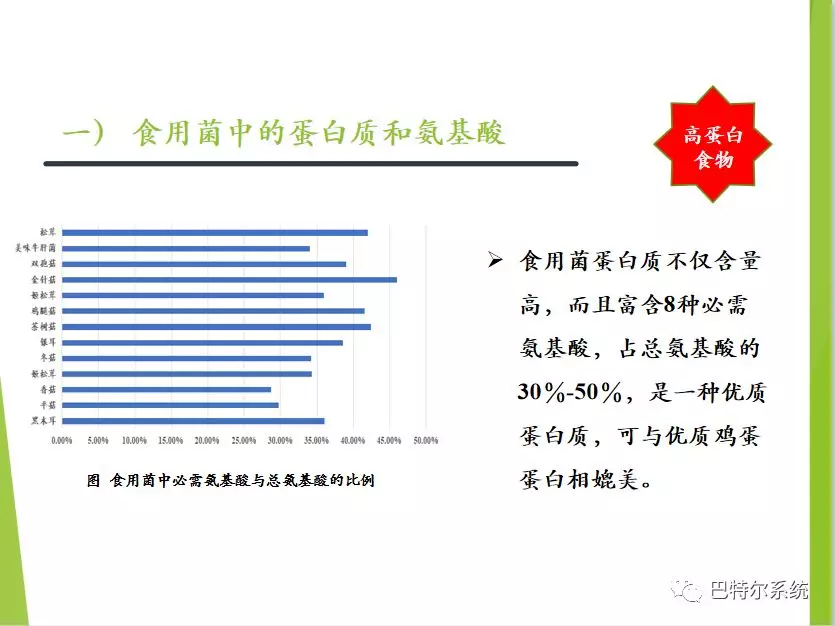 一） 食用菌中的蛋白质和氨基酸
高蛋白
食物
松茸
美味牛肝菌
双孢菇
金针菇
姬松茸
鸡腿菇
茶树菇
银耳
冬菇
姬松茸
香菇
平菇
黑木耳
0.00% 5.00% 10.00% 15.00% 20.00% 25.00% 30.00% 35.00% 40.00% 45.00% 50.00%
图 食用菌中必需氨基酸与总氨基酸的比例
➢ 食用菌蛋白质不仅含量
高，而且富含8种必需
氨基酸，占总氨基酸的
30%-50%，是一种优质
蛋白质，可与优质鸡蛋
蛋白相媲美。
巴特尔系统